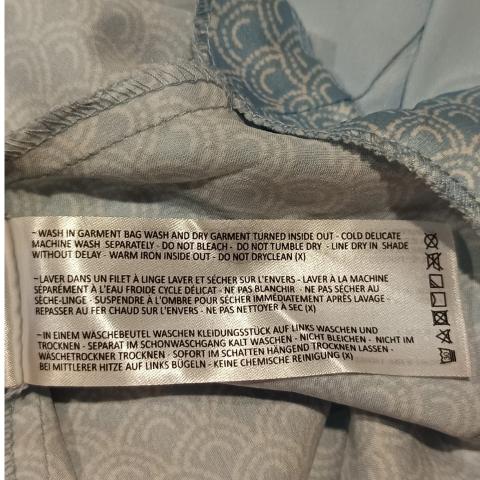 ~ WASH IN GARMENT BAG WASH AND DRY GARMENT TURNED INSIDE OUT - COLD DELICATE
MACHINE WASH SEPARATELY - DO NOT BLEACH - DO NOT TUMBLE DRY - LINE DRY IN SHADE
WITHOUT DELAY - WARM IRON INSIDE OUT - DO NOT DRYCLEAN (X)
~LAVER DANS UN FILET À LINGE LAVER ET SÉCHER SUR L'ENVERS - LAVER À LA MACHINE
SÉPARÉMENT À L'EAU FROIDE CYCLE DÉLICAT - NE PAS BLANCHIR - NE PAS SÉCHER AU
SÈCHE-LINGE - SUSPENDRE À L'OMBRE POUR SÉCHER IMMÉDIATEMENT APRÈS LAVAGE -
REPASSER AU FER CHAUD SUR L'ENVERS - NE PAS NETTOYER À SEC (X)
~IN EINEM WÄSCHEBEUTEL WASCHEN KLEIDUNGSSTÜCK AUF LINKS WASCHEN UND
TROCKNEN - SEPARAT IM SCHONWASCHGANG KALT WASCHEN - NICHT BLEICHEN - NICHT IM
WÄSCHETROCKNER TROCKNEN - SOFORT IM SCHATTEN HÄNGEND TROCKNEN LASSEN -
BEI MITTLERER HITZE AUF LINKS BÜGELN - KEINE CHEMISCHE REINIGUNG (X)